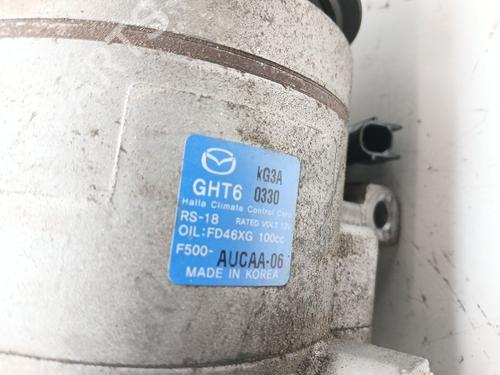 kG3A
GHT6 0330
Halla Climate Control Corp.
RS-18 RATED VOLT 12V
OIL:FD46XG 100cc
F500-AUCAA-06
MADE IN KOREA